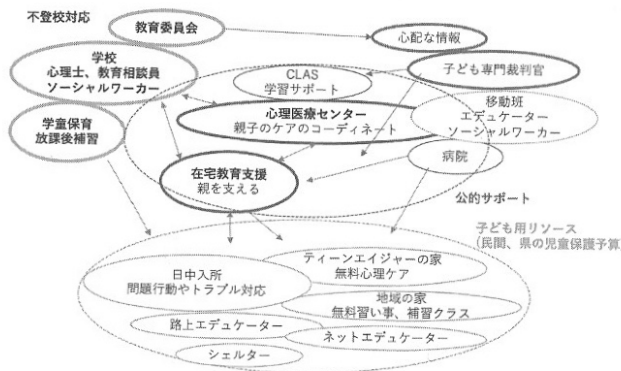 不登校対応
教育委員会
心配な情報
学校
心理士、教育相談員
ソーシャルワーカー
CLAS
学習サポート
子ども専門裁判官
心理医療センター
親子のケアのコーディネート
移動班
エデュケーター
ソーシャルワーカー
学童保育
放課後補習
病院
在宅教育支援
親を支える
公的サポート
子ども用リソース
(民間、県の児童保護予算)
ティーンエイジャーの家
無料心理ケア
日中入所
問題行動やトラブル対応
地域の家
無料習い事、補習クラス
路上エデュケーター
ネットエデュケーター
シェルター